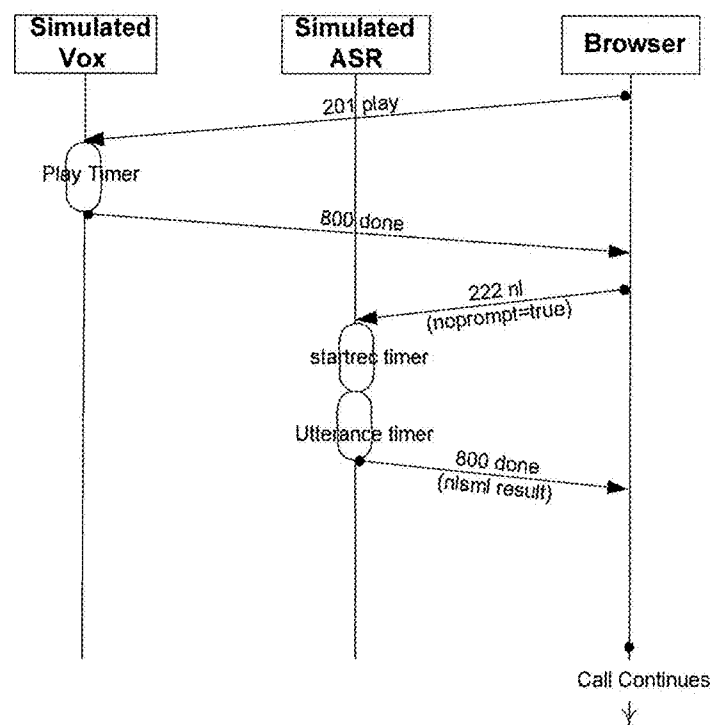 Simulated
Vox
Simulated
ASR
Browser
201 play
Play Timer
800 done
222 nl
(noprompt=true)
startrec timer
Utterance timer
800 done
(nlsml result)
Call Continues